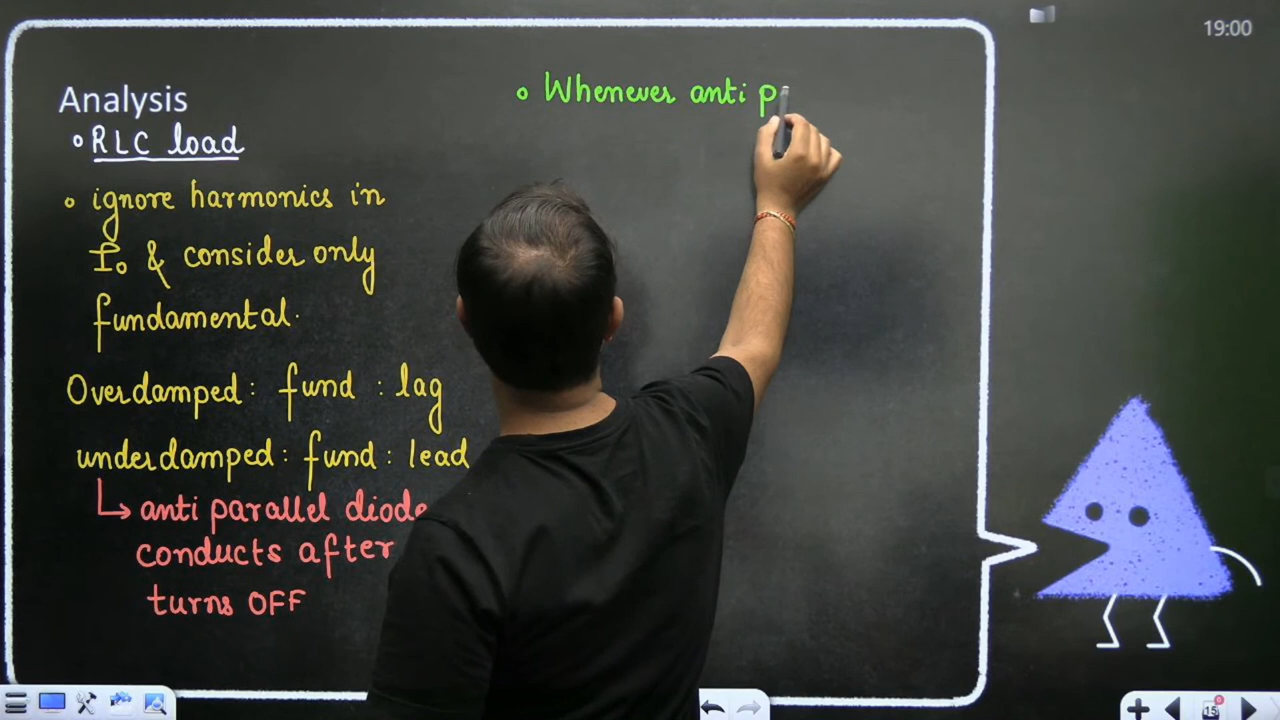 19:00
Analysis
RLC load
ignore harmonics in
I₀ & consider only
fundamental.
Overdamped: fund: lag
underdamped: fund: lead
↳ anti parallel diode
conducts after
turns OFF
Whenever anti p
15